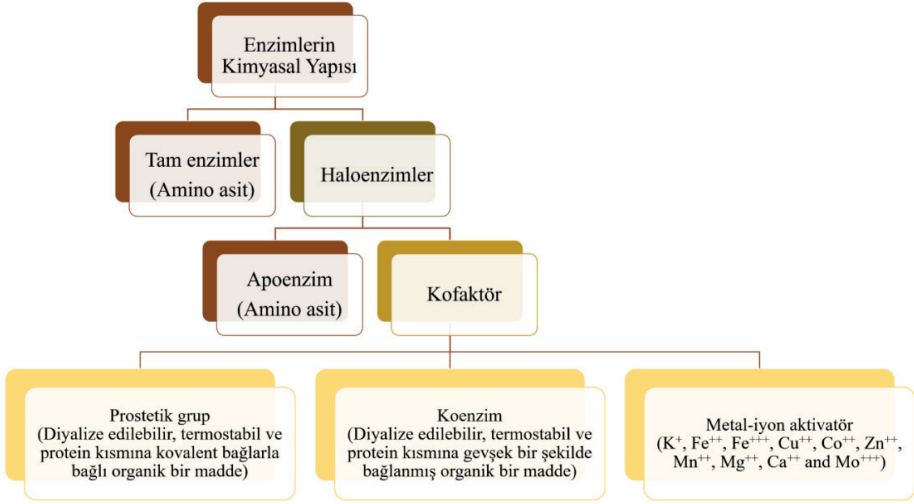 Enzimlerin
Kimyasal Yapısı
Tam enzimler
(Amino asit)
Haloenzimler
Apoenzim
(Amino asit)
Kofaktör
Prostetik grup
(Diyalize edilebilir, termostabil ve
protein kısmına kovalent bağlarla
bağlı organik bir madde)
Koenzim
(Diyalize edilebilir, termostabil ve
protein kısmına gevşek bir şekilde
bağlanmış organik bir madde)
Metal-iyon aktivatör
(K⁺, Fe⁺⁺, Fe⁺⁺⁺, Cu⁺⁺, Co⁺⁺, Zn⁺⁺,
Mn⁺⁺, Mg⁺⁺, Ca⁺⁺ and Mo⁺⁺⁺)